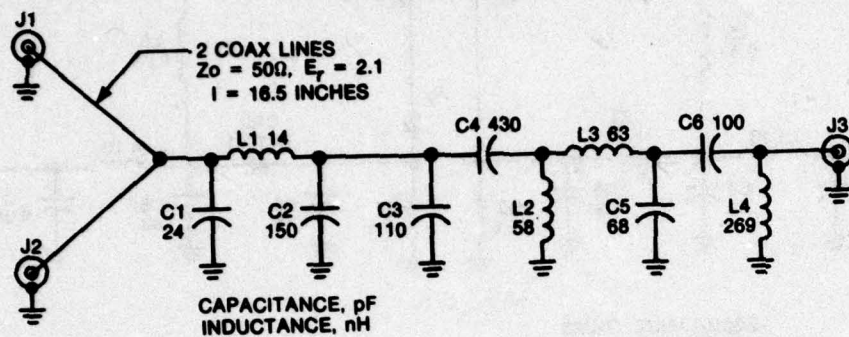 J1
2 COAX LINES
Zo = 50Ω, Er = 2.1
l = 16.5 INCHES
C4 430
L3 63
C6 100
J3
L1 14
C1
24
C2
150
C3
110
L2
58
C5
68
L4
269
J2
CAPACITANCE, pF
INDUCTANCE, nH